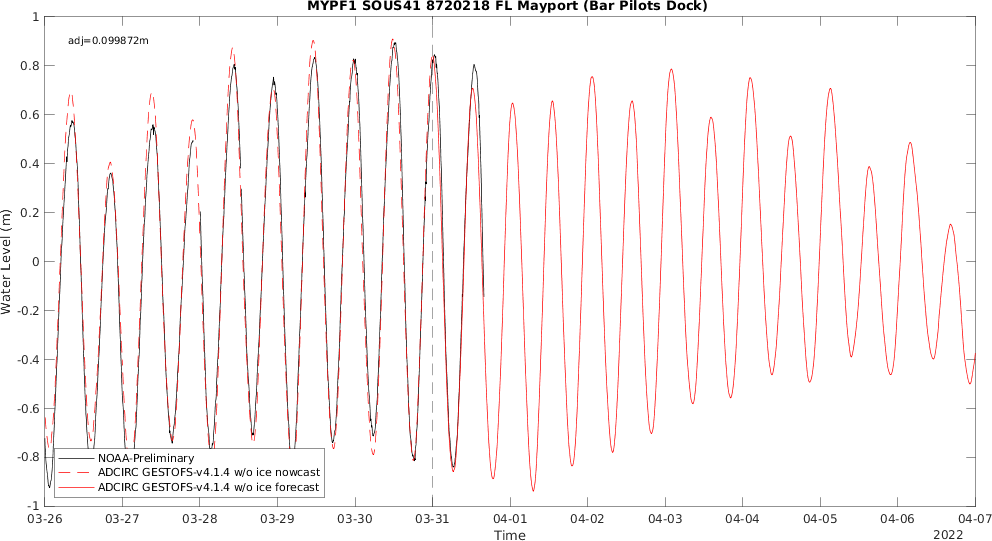 MYPF1 SOUS41 8720218 FL Mayport (Bar Pilots Dock)
adj=0.099872m
1
0.8
0.6
0.4
0.2
0
-0.2
-0.4
-0.6
-0.8
-1
Water Level (m)
NOAA-Preliminary
ADCIRC GESTOFS-v4.1.4 w/o ice nowcast
ADCIRC GESTOFS-v4.1.4 w/o ice forecast
03-26 03-27 03-28 03-29 03-30 03-31 04-01 04-02 04-03 04-04 04-05 04-06 04-07
Time
2022